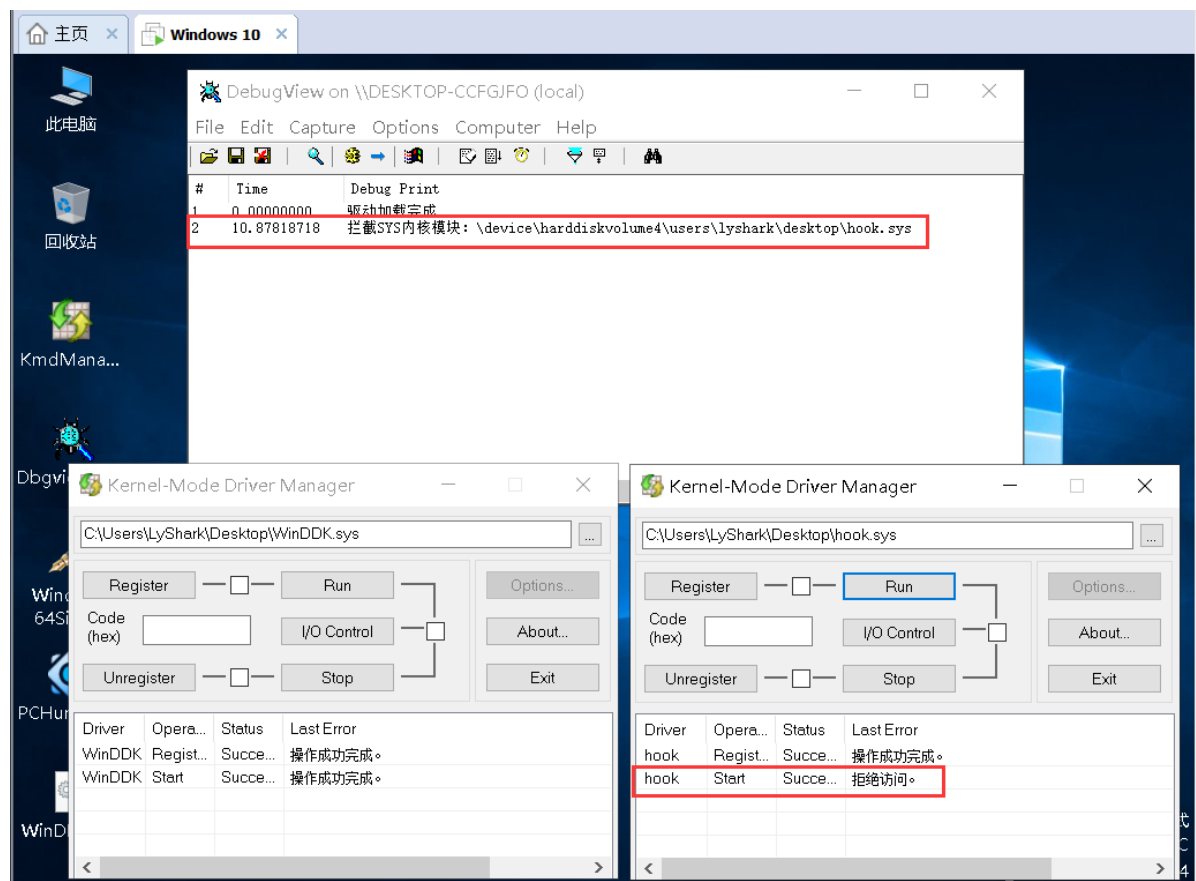 主页 × Windows 10 ×
此电脑
回收站
KmdMana...
Dbgvi
Wind
64Si
PCHun
WinD
DebugView on \\DESKTOP-CCFGJFO (local)
File Edit Capture Options Computer Help
# Time Debug Print
1 0.00000000 驱动加载完成
2 10.87818718 拦截SYS内核模块: \device\harddiskvolume4\users\lyshark\desktop\hook.sys
Kernel-Mode Driver Manager
C:\Users\LyShark\Desktop\WinDDK.sys ...
Register Run Options...
Code
(hex) I/O Control About...
Unregister Stop Exit
Driver Opera... Status Last Error
WinDDK Regist... Succe... 操作成功完成。
WinDDK Start Succe... 操作成功完成。
Kernel-Mode Driver Manager
C:\Users\LyShark\Desktop\hook.sys ...
Register Run Options...
Code
(hex) I/O Control About...
Unregister Stop Exit
Driver Opera... Status Last Error
hook Regist... Succe... 操作成功完成。
hook Start Succe... 拒绝访问。